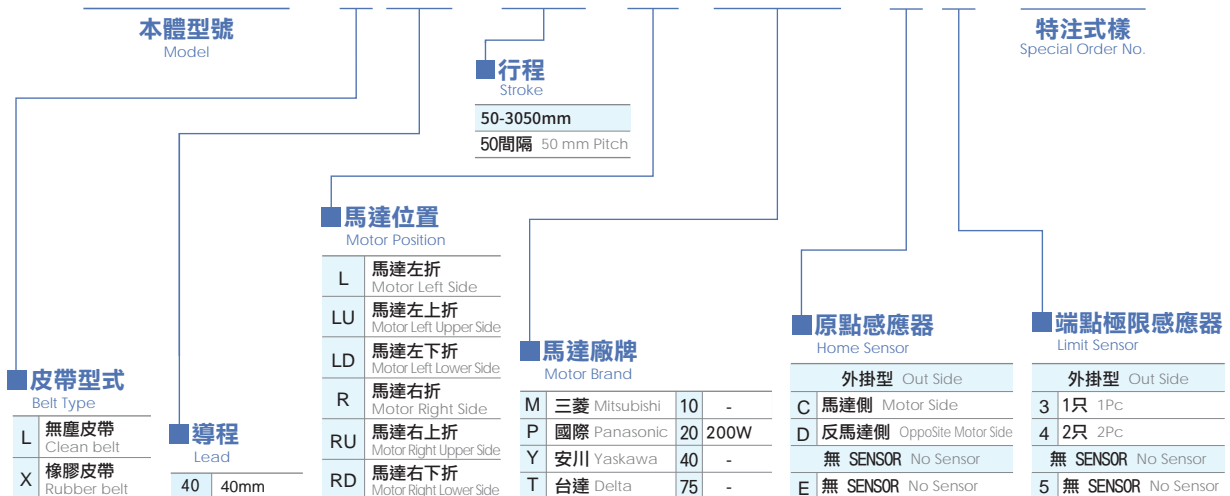 本體型號
Model
特注式樣
Special Order No.
行程
Stroke
50-3050mm
50間隔 50 mm Pitch
馬達位置
Motor Position
L 馬達左折
Motor Left Side
LU 馬達左上折
Motor Left Upper Side
LD 馬達左下折
Motor Left Lower Side
R 馬達右折
Motor Right Side
RU 馬達右上折
Motor Right Upper Side
RD 馬達右下折
Motor Right Lower Side
皮帶型式
Belt Type
L 無塵皮帶
Clean belt
X 橡膠皮帶
Rubber belt
導程
Lead
40 40mm
馬達廠牌
Motor Brand
M 三菱 Mitsubishi 10 -
P 國際 Panasonic 20 200W
Y 安川 Yaskawa 40 -
T 台達 Delta 75 -
原點感應器
Home Sensor
外掛型 Out Side
C 馬達側 Motor Side
D 反馬達側 OppoSite Motor Side
無 SENSOR No Sensor
E 無 SENSOR No Sensor
端點極限感應器
Limit Sensor
外掛型 Out Side
3 1只 1Pc
4 2只 2Pc
無 SENSOR No Sensor
5 無 SENSOR No Sensor